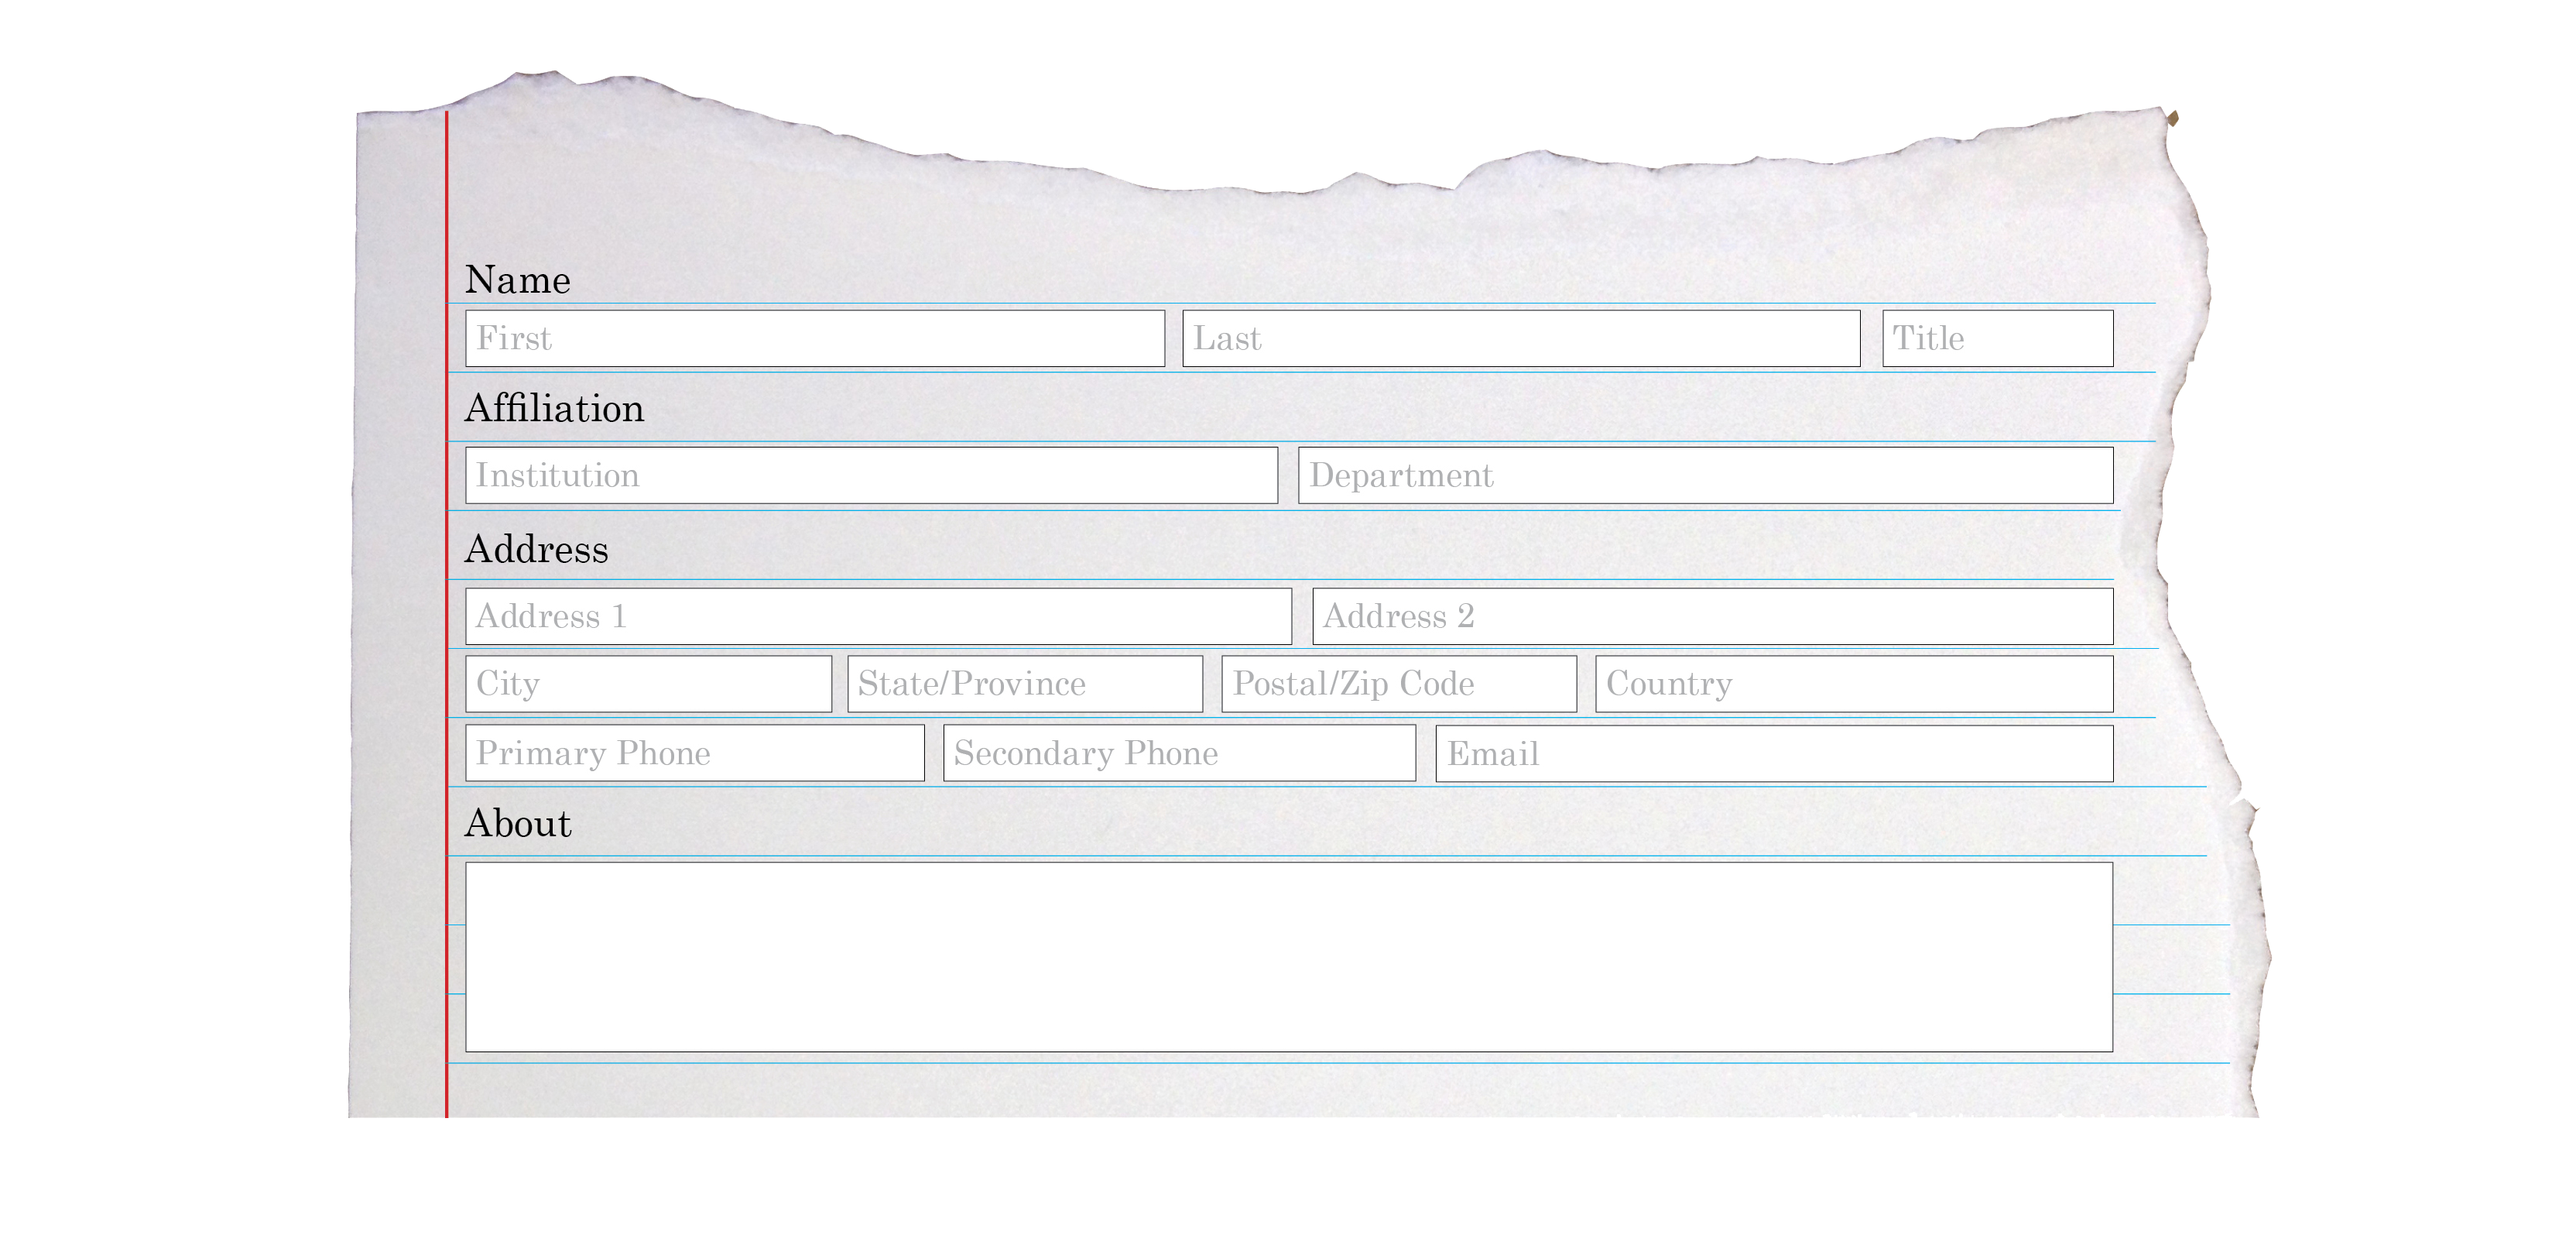 Name
First Last Title
Affiliation
Institution Department
Address
Address 1 Address 2
City State/Province Postal/Zip Code Country
Primary Phone Secondary Phone Email
About